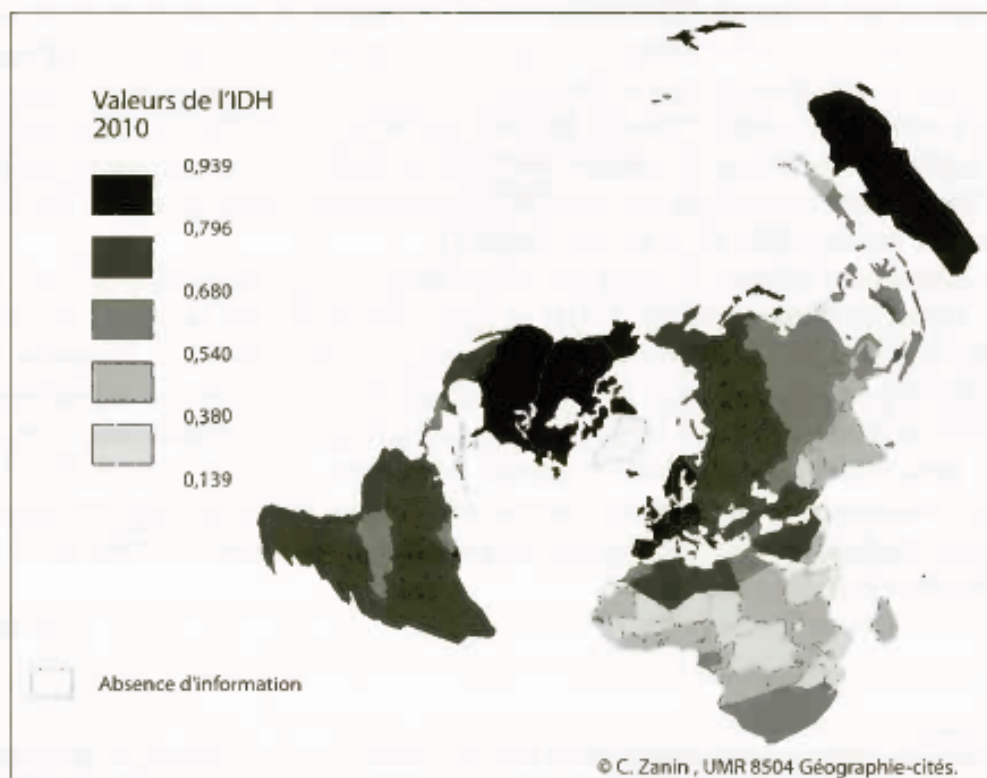 Valeurs de l'IDH
2010
0,939
0,796
0,680
0,540
0,380
0,139
Absence d'information
© C. Zanin, UMR 8504 Géographie-cités.